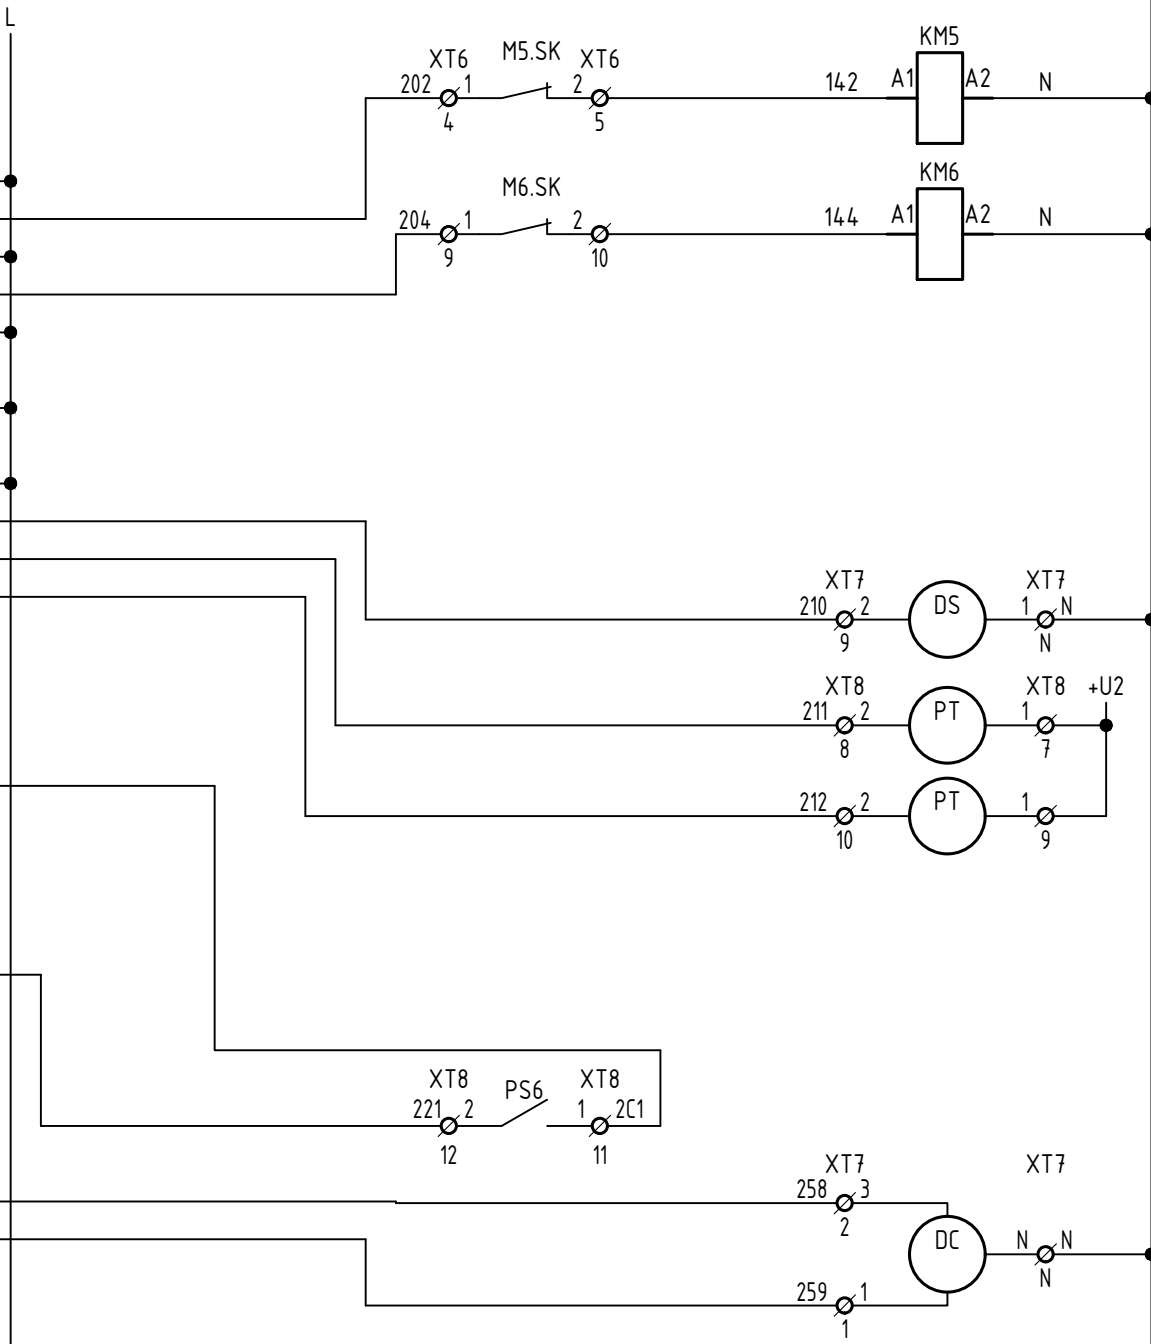 L
KM5
XT6 M5.SK XT6
202 1 2 142 A1 A2 N
4 5
M6.SK KM6
204 1 2 144 A1 A2 N
9 10
XT7 XT7
210 2 DS 1 N
9 N
XT8 XT8 +U2
211 2 PT 1
8 7
212 2 PT 1
10 9
XT8 PS6 XT8
221 2 1 2C1
12 11
XT7 XT7
258 3
2
DC N N
N
259 1
1